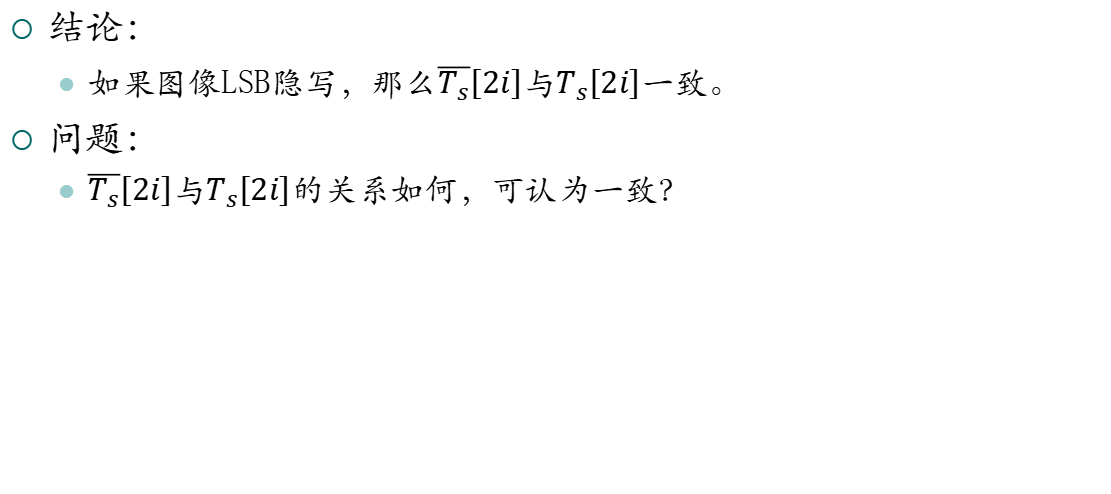 结论：
如果图像LSB隐写，那么$\overline{T_s}[2i]$与$T_s[2i]$一致。
问题：
$\overline{T_s}[2i]$与$T_s[2i]$的关系如何，可认为一致？